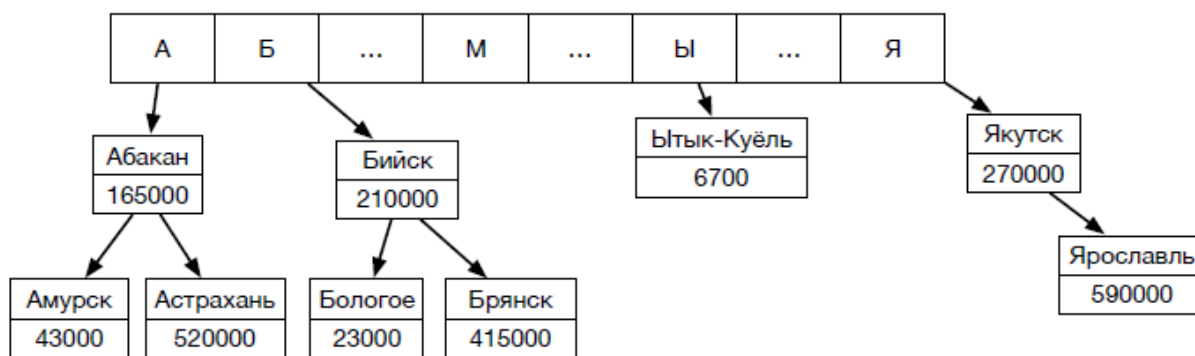 А Б ... М ... Ы ... Я
Абакан
165000
Бийск
210000
Ытык-Куёль
6700
Якутск
270000
Амурск
43000
Астрахань
520000
Бологое
23000
Брянск
415000
Ярославль
590000